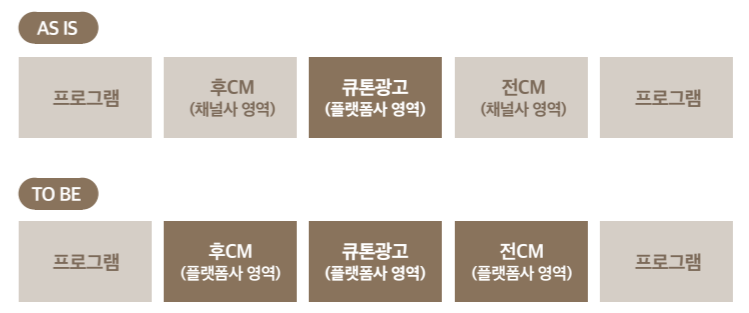 AS IS
프로그램
후CM
(채널사 영역)
큐톤광고
(플랫폼사 영역)
전CM
(채널사 영역)
프로그램
TO BE
프로그램
후CM
(플랫폼사 영역)
큐톤광고
(플랫폼사 영역)
전CM
(플랫폼사 영역)
프로그램